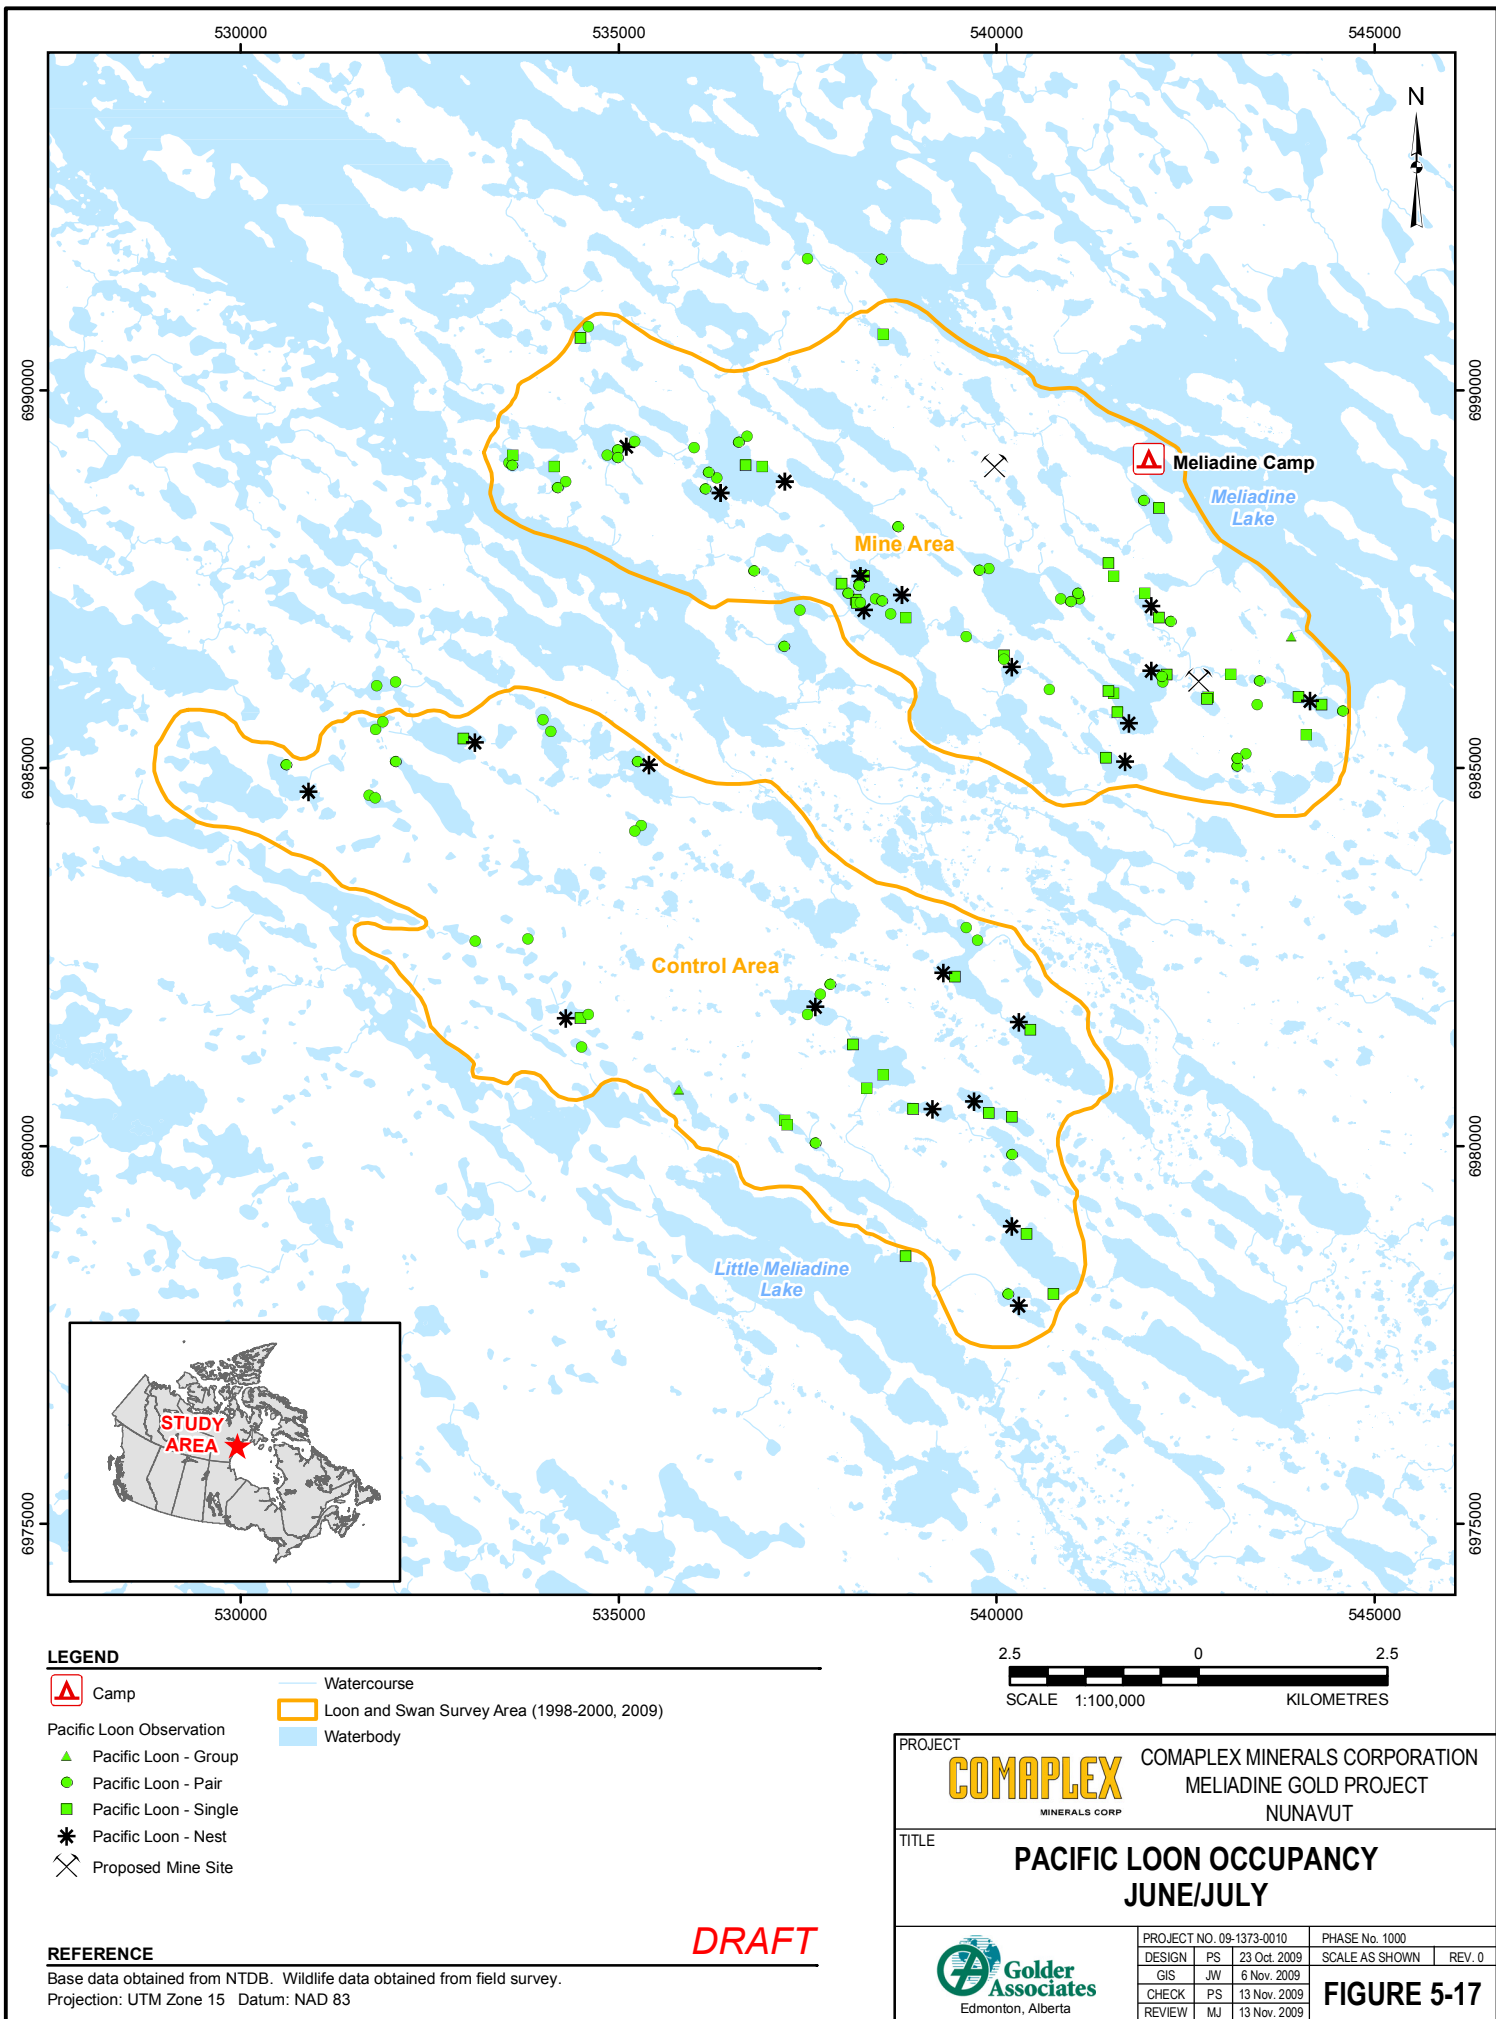 530000 535000 540000 545000
N
6990000 6990000
Meliadine Camp
Meliadine
Lake
Mine Area
6985000 6985000
Control Area
6980000 6980000
Little Meliadine
Lake
STUDY
AREA
6975000 6975000
530000 535000 540000 545000
LEGEND
Camp
Pacific Loon Observation
Pacific Loon - Group
Pacific Loon - Pair
Pacific Loon - Single
Pacific Loon - Nest
Proposed Mine Site
Watercourse
Loon and Swan Survey Area (1998-2000, 2009)
Waterbody
2.5 0 2.5
SCALE 1:100,000 KILOMETRES
DRAFT
REFERENCE
Base data obtained from NTDB. Wildlife data obtained from field survey.
Projection: UTM Zone 15 Datum: NAD 83
PROJECT
COMAPLEX
MINERALS CORP
COMAPLEX MINERALS CORPORATION
MELIADINE GOLD PROJECT
NUNAVUT
TITLE
PACIFIC LOON OCCUPANCY
JUNE/JULY
Golder
Associates
Edmonton, Alberta
PROJECT NO. 09-1373-0010 PHASE No. 1000
DESIGN PS 23 Oct. 2009 SCALE AS SHOWN REV. 0
GIS JW 6 Nov. 2009
CHECK PS 13 Nov. 2009
REVIEW MJ 13 Nov. 2009
FIGURE 5-17